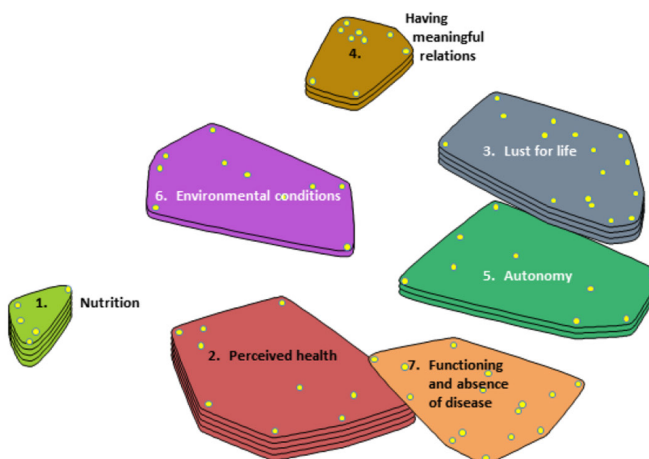 Having
meaningful
relations
4.
3. Lust for life
6. Environmental conditions
5. Autonomy
1. Nutrition
2. Perceived health
7. Functioning
and absence
of disease